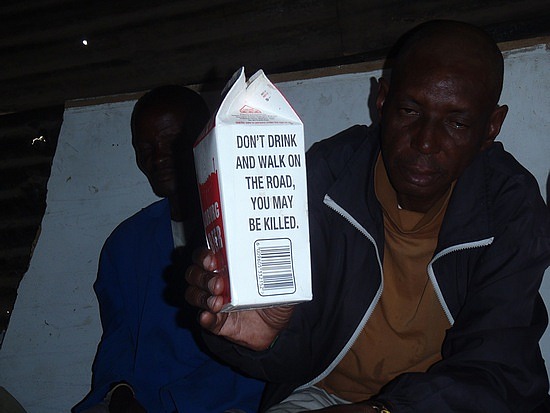 DON'T DRINK
AND WALK ON
THE ROAD,
YOU MAY
BE KILLED.